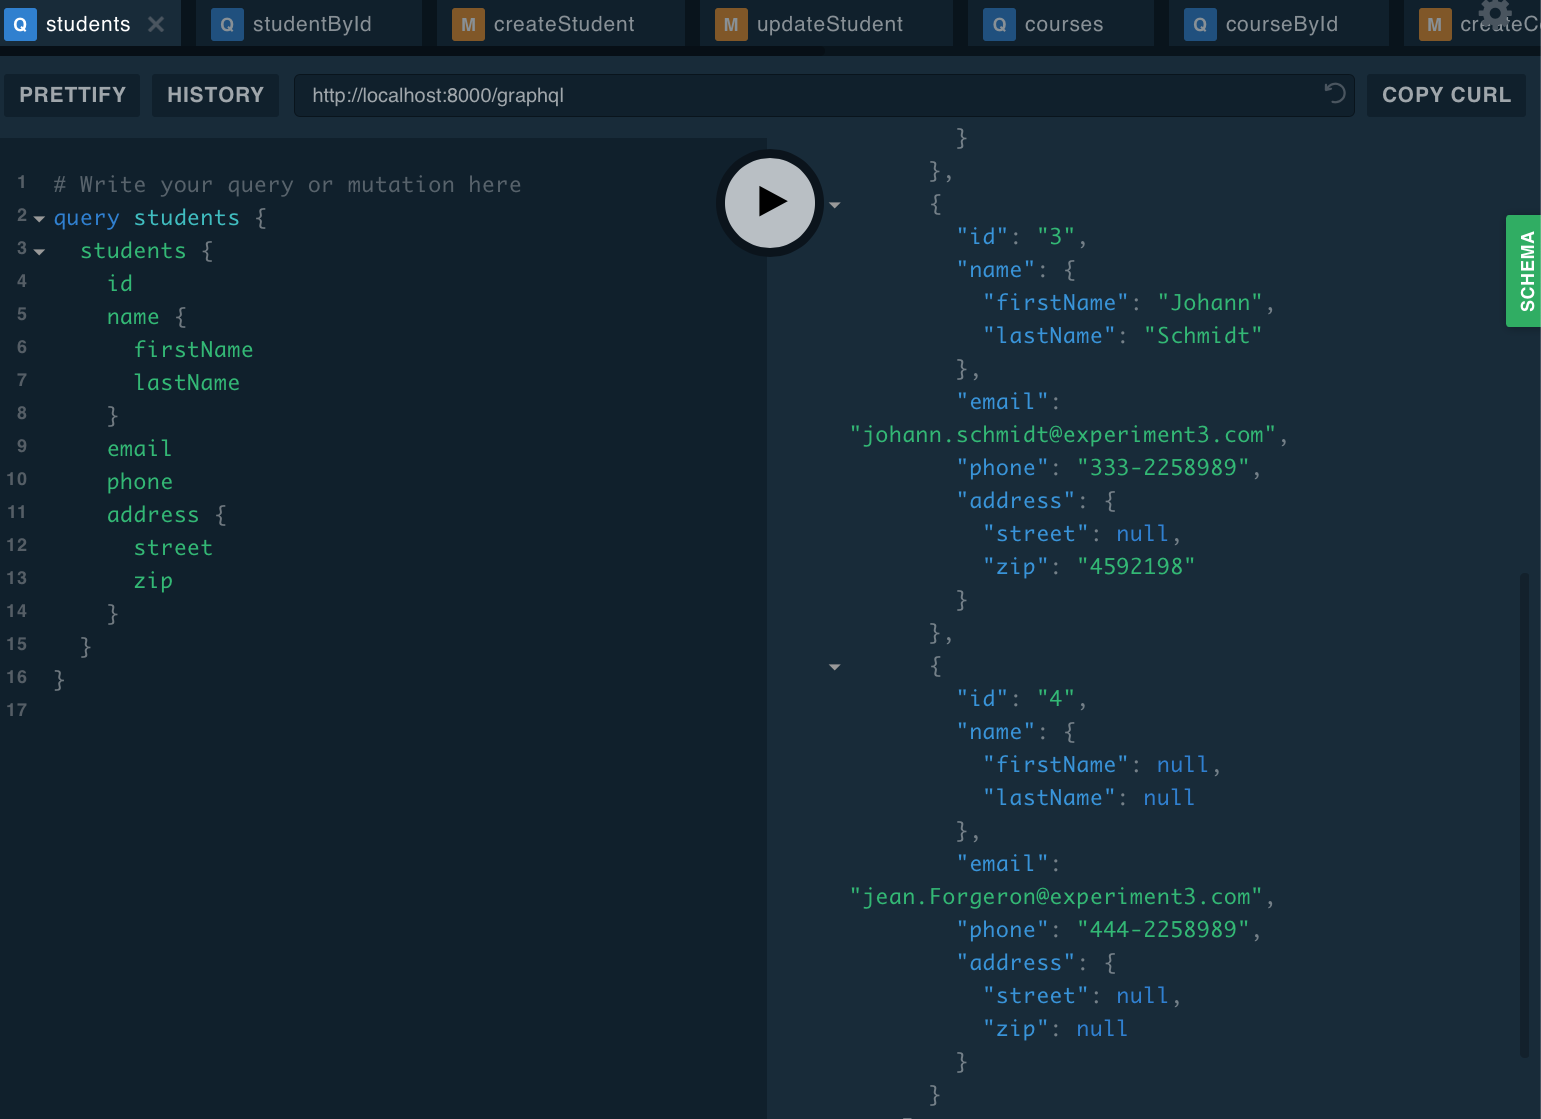 Q students ✕ Q studentById M createStudent M updateStudent Q courses Q courseById M
PRETTIFY HISTORY http://localhost:8000/graphql COPY CURL
1 # Write your query or mutation here
2 query students {
3 students {
4 id
5 name {
6 firstName
7 lastName
8 }
9 email
10 phone
11 address {
12 street
13 zip
14 }
15 }
16 }
17
}
},
{
"id": "3",
"name": {
"firstName": "Johann",
"lastName": "Schmidt"
},
"email":
"johann.schmidt@experiment3.com",
"phone": "333-2258989",
"address": {
"street": null,
"zip": "4592198"
}
},
{
"id": "4",
"name": {
"firstName": null,
"lastName": null
},
"email":
"jean.Forgeron@experiment3.com",
"phone": "444-2258989",
"address": {
"street": null,
"zip": null
}
}
SCHEMA